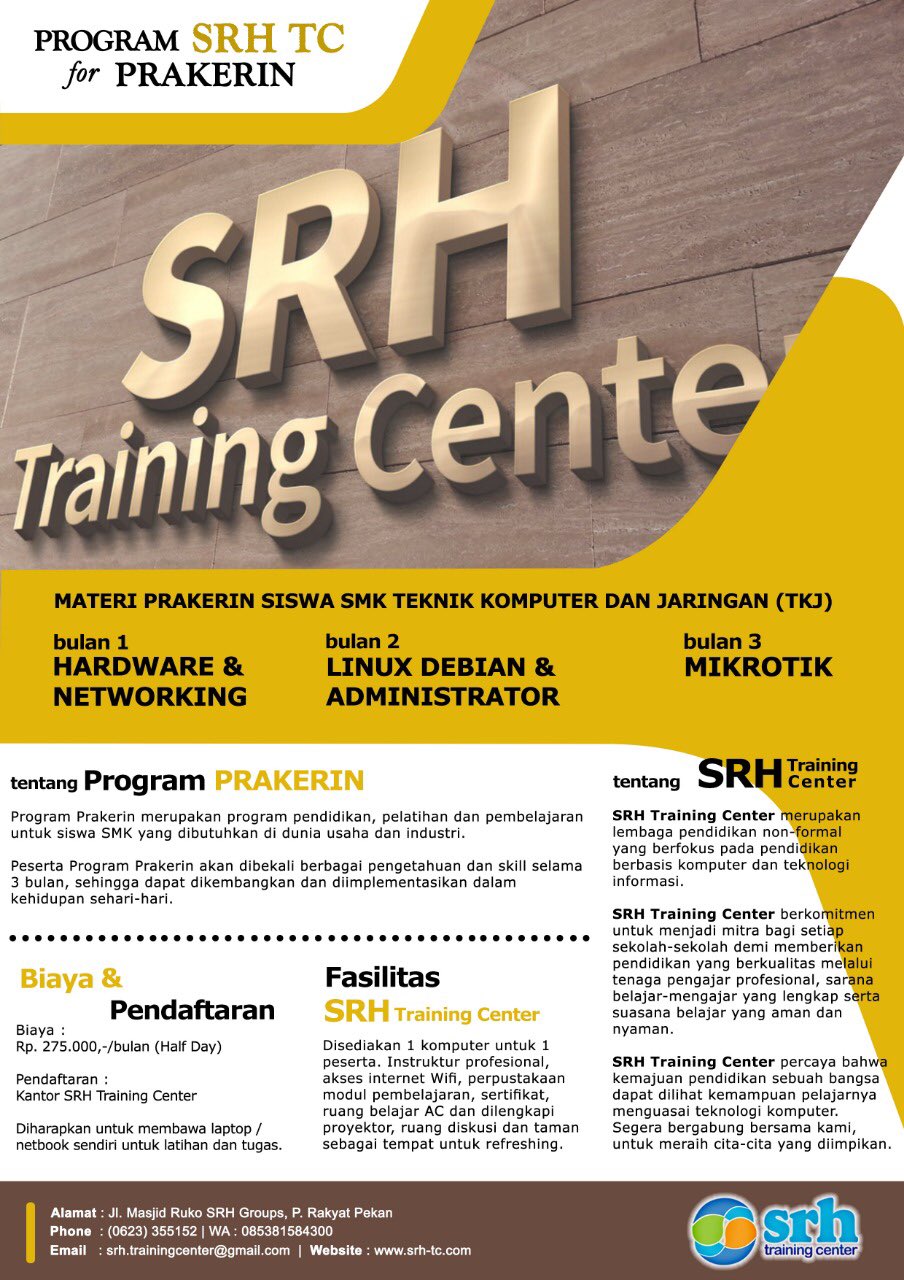 PROGRAM SRH TC
for PRAKERIN
SRH
Training Cente
MATERI PRAKERIN SISWA SMK TEKNIK KOMPUTER DAN JARINGAN (TKJ)
bulan 1
HARDWARE &
NETWORKING
bulan 2
LINUX DEBIAN &
ADMINISTRATOR
bulan 3
MIKROTIK
tentang Program PRAKERIN
Program Prakerin merupakan program pendidikan, pelatihan dan pembelajaran
untuk siswa SMK yang dibutuhkan di dunia usaha dan industri.
Peserta Program Prakerin akan dibekali berbagai pengetahuan dan skill selama
3 bulan, sehingga dapat dikembangkan dan diimplementasikan dalam
kehidupan sehari-hari.
Biaya &
Pendaftaran
Biaya :
Rp. 275.000,-/bulan (Half Day)
Pendaftaran :
Kantor SRH Training Center
Diharapkan untuk membawa laptop /
netbook sendiri untuk latihan dan tugas.
Fasilitas
SRH Training Center
Disediakan 1 komputer untuk 1
peserta. Instruktur profesional,
akses internet Wifi, perpustakaan
modul pembelajaran, sertifikat,
ruang belajar AC dan dilengkapi
proyektor, ruang diskusi dan taman
sebagai tempat untuk refreshing.
tentang SRH Training
Center
SRH Training Center merupakan
lembaga pendidikan non-formal
yang berfokus pada pendidikan
berbasis komputer dan teknologi
informasi.
SRH Training Center berkomitmen
untuk menjadi mitra bagi setiap
sekolah-sekolah demi memberikan
pendidikan yang berkualitas melalui
tenaga pengajar profesional, sarana
belajar-mengajar yang lengkap serta
suasana belajar yang aman dan
nyaman.
SRH Training Center percaya bahwa
kemajuan pendidikan sebuah bangsa
dapat dilihat kemampuan pelajarnya
menguasai teknologi komputer.
Segera bergabung bersama kami,
untuk meraih cita-cita yang diimpikan.
Alamat : Jl. Masjid Ruko SRH Groups, P. Rakyat Pekan
Phone : (0623) 355152 | WA : 085381584300
Email : srh.trainingcenter@gmail.com | Website : www.srh-tc.com
srh
training center